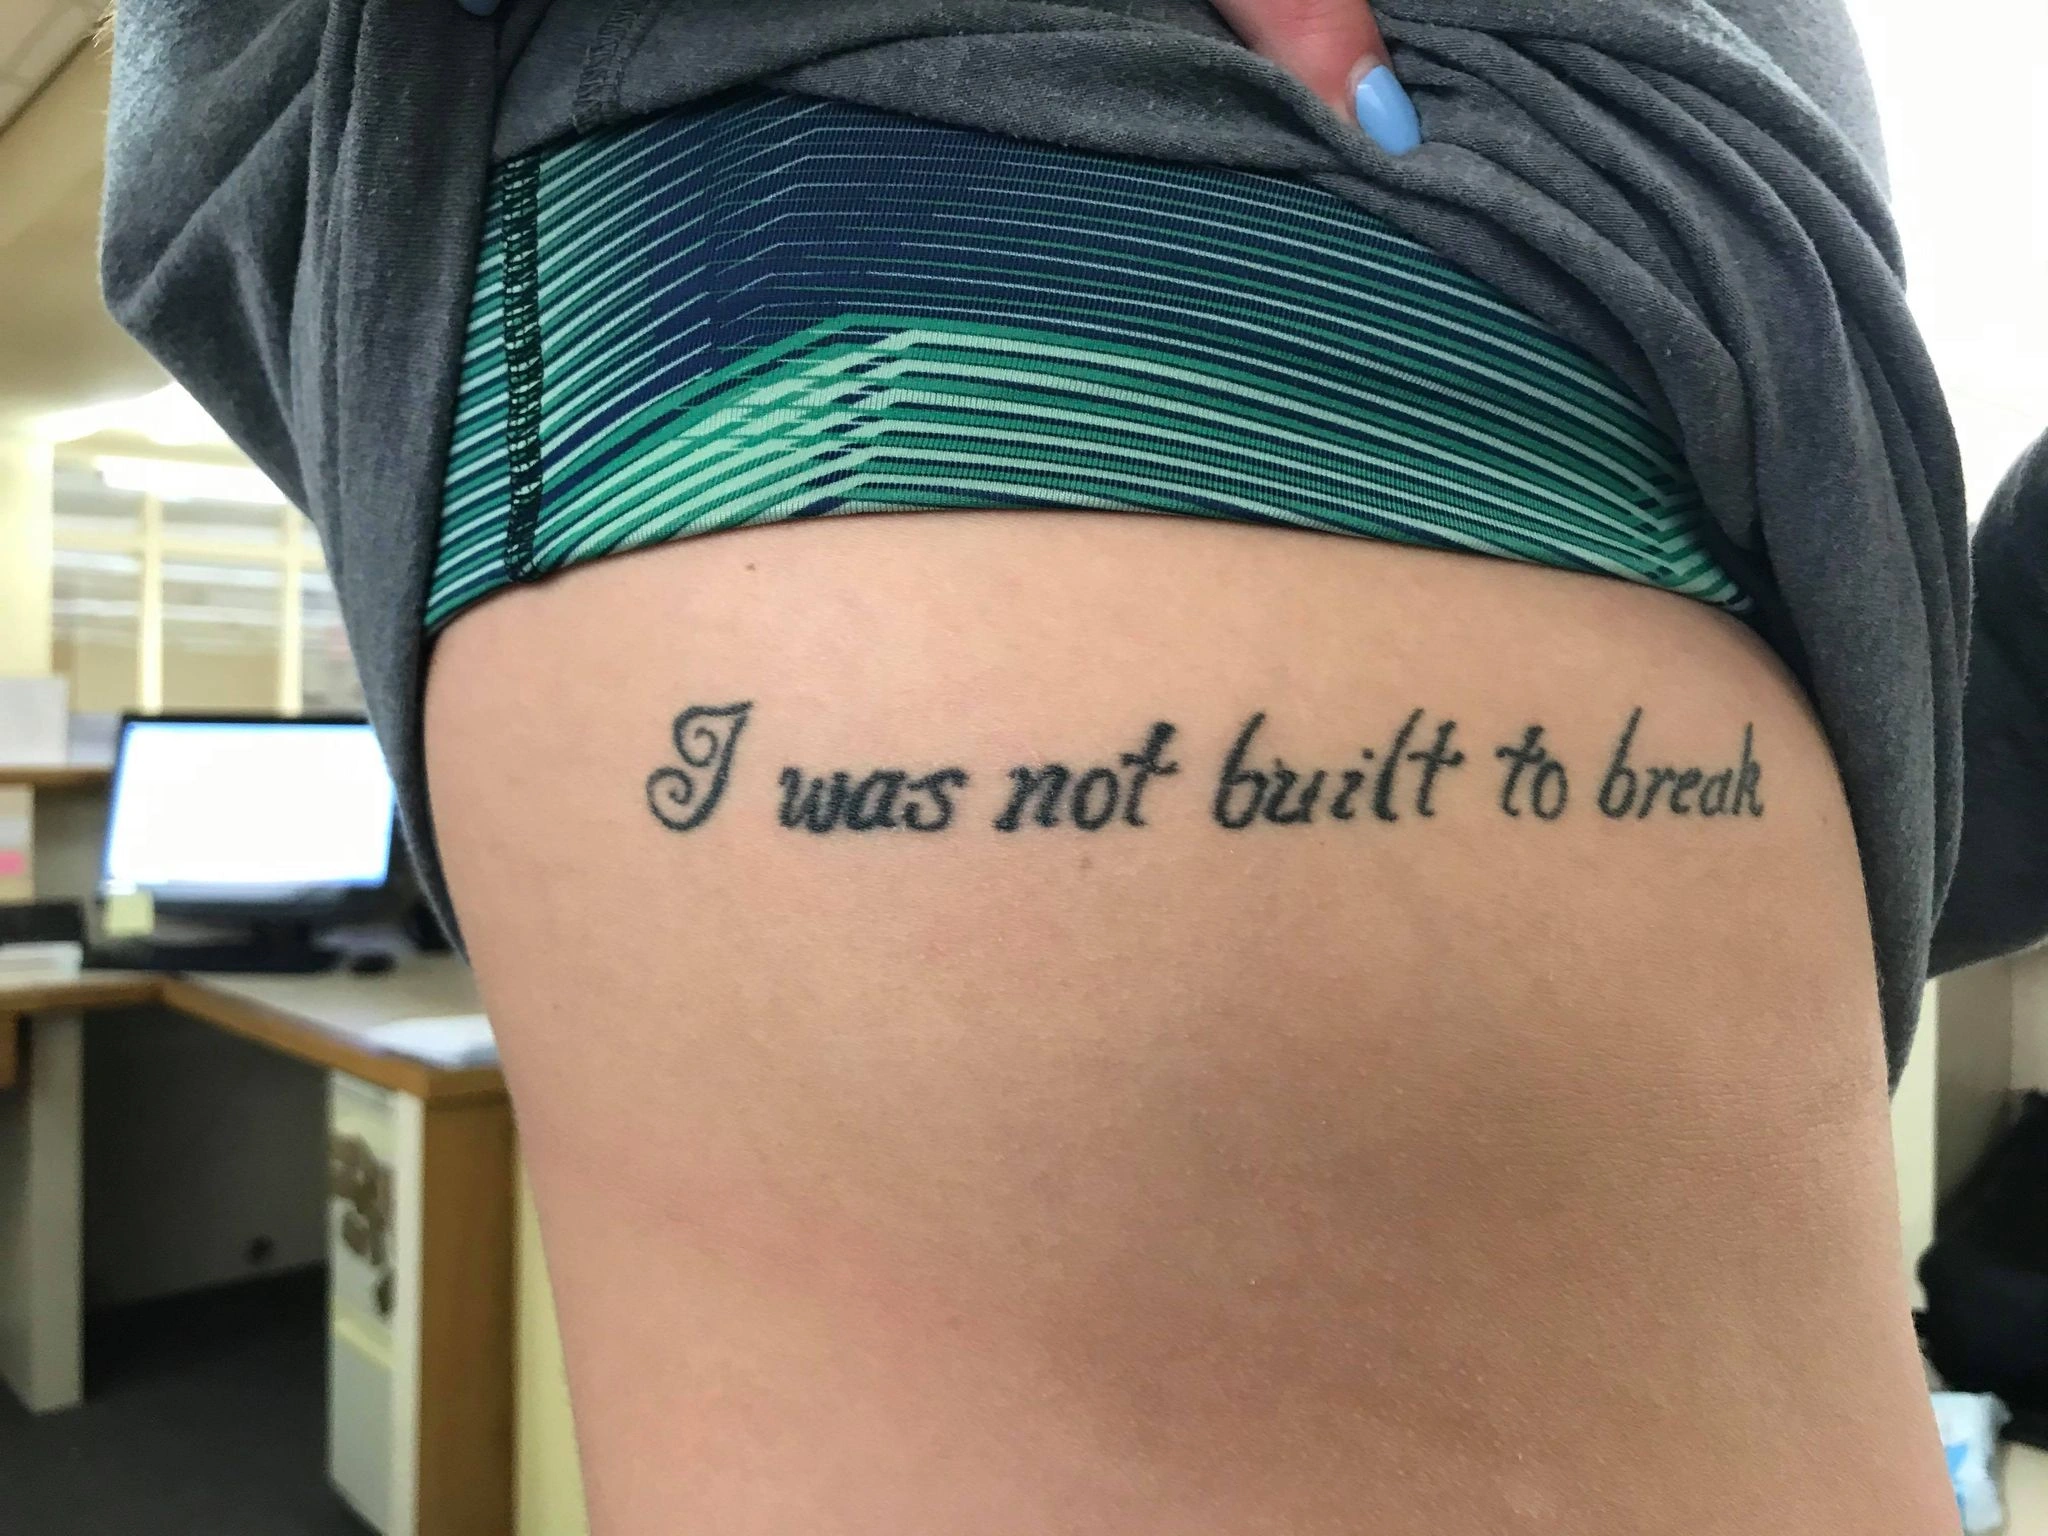 I was not built to break